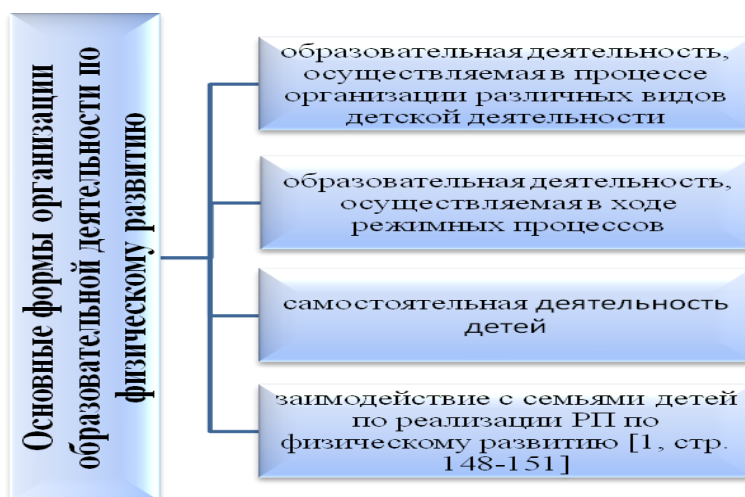 Основные формы организации
образовательной деятельности по
физическому развитию
образовательная деятельность,
осуществляемая в процессе
организации различных видов
детской деятельности
образовательная деятельность,
осуществляемая в ходе
режимных процессов
самостоятельная деятельность
детей
взаимодействие с семьями детей
по реализации РП по
физическому развитию [1, стр.
148-151]